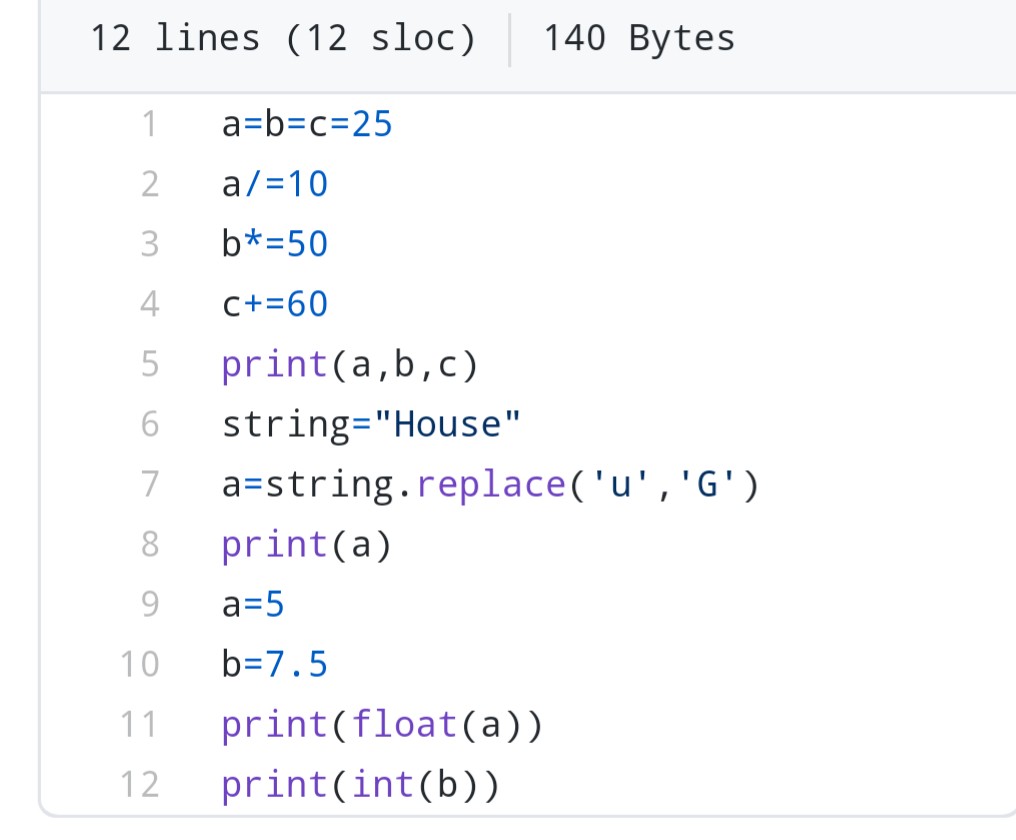 12 lines (12 sloc) 140 Bytes
1 a=b=c=25
2 a/=10
3 b*=50
4 c+=60
5 print(a,b,c)
6 string="House"
7 a=string.replace('u','G')
8 print(a)
9 a=5
10 b=7.5
11 print(float(a))
12 print(int(b))